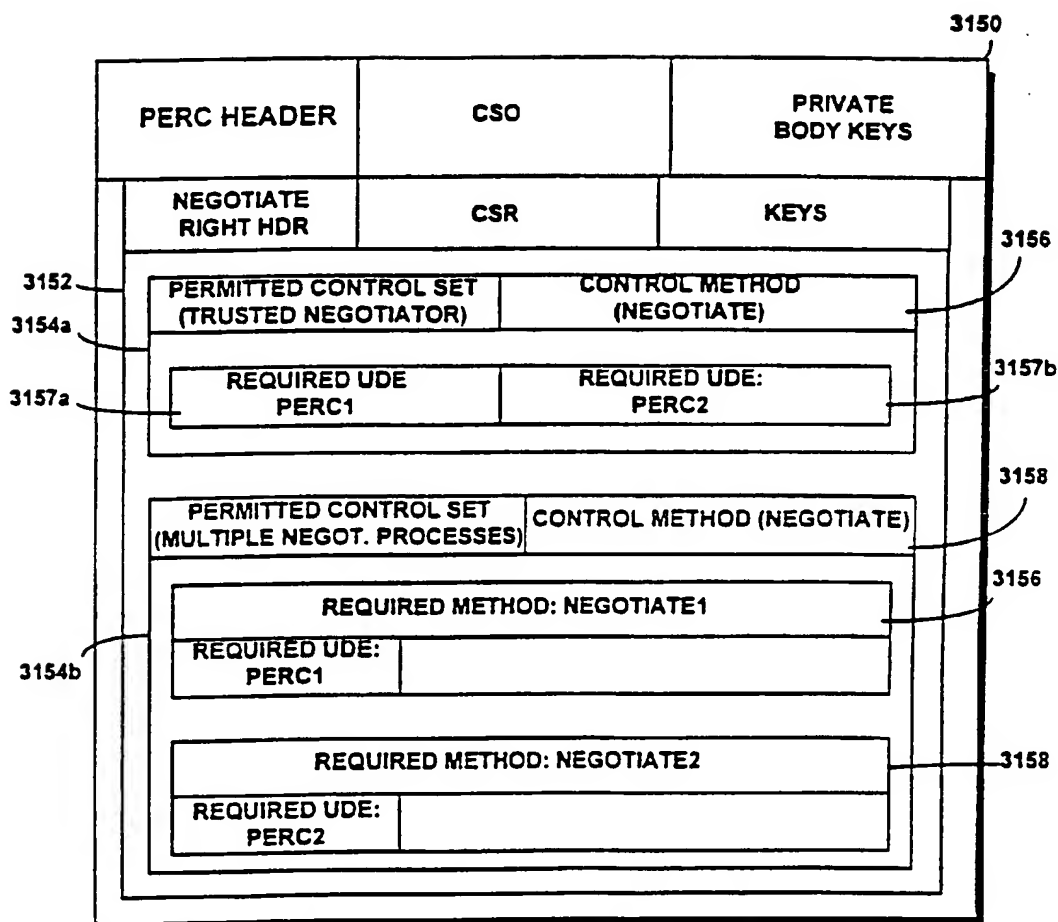 3150
PERC HEADER
CSO
PRIVATE
BODY KEYS
NEGOTIATE
RIGHT HDR
CSR
KEYS
3156
3152
PERMITTED CONTROL SET
(TRUSTED NEGOTIATOR)
CONTROL METHOD
(NEGOTIATE)
3154a
REQUIRED UDE
PERC1
REQUIRED UDE:
PERC2
3157b
3157a
3158
PERMITTED CONTROL SET
(MULTIPLE NEGOT. PROCESSES)
CONTROL METHOD (NEGOTIATE)
3156
REQUIRED METHOD: NEGOTIATE1
REQUIRED UDE:
PERC1
3154b
REQUIRED METHOD: NEGOTIATE2
3158
REQUIRED UDE:
PERC2